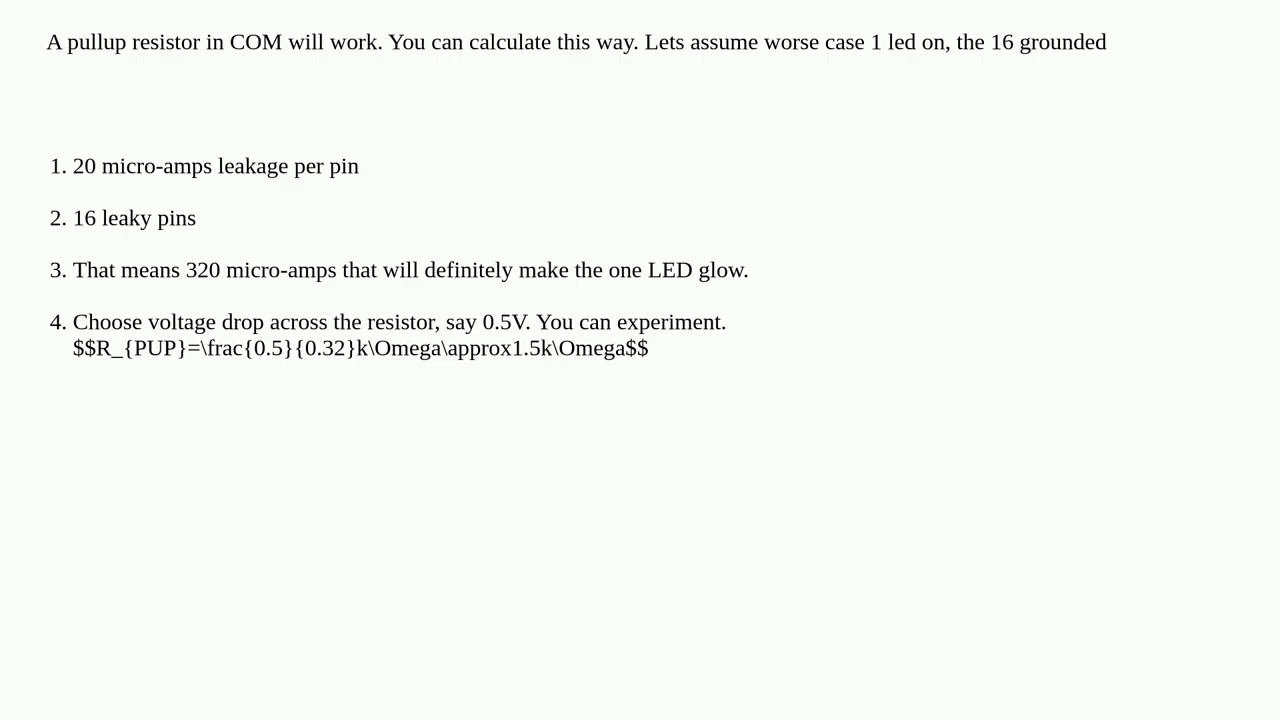 A pullup resistor in COM will work. You can calculate this way. Lets assume worse case 1 led on, the 16 grounded
1. 20 micro-amps leakage per pin
2. 16 leaky pins
3. That means 320 micro-amps that will definitely make the one LED glow.
4. Choose voltage drop across the resistor, say 0.5V. You can experiment.
$$R_{PUP}=\frac{0.5}{0.32}k\Omega\approx1.5k\Omega$$